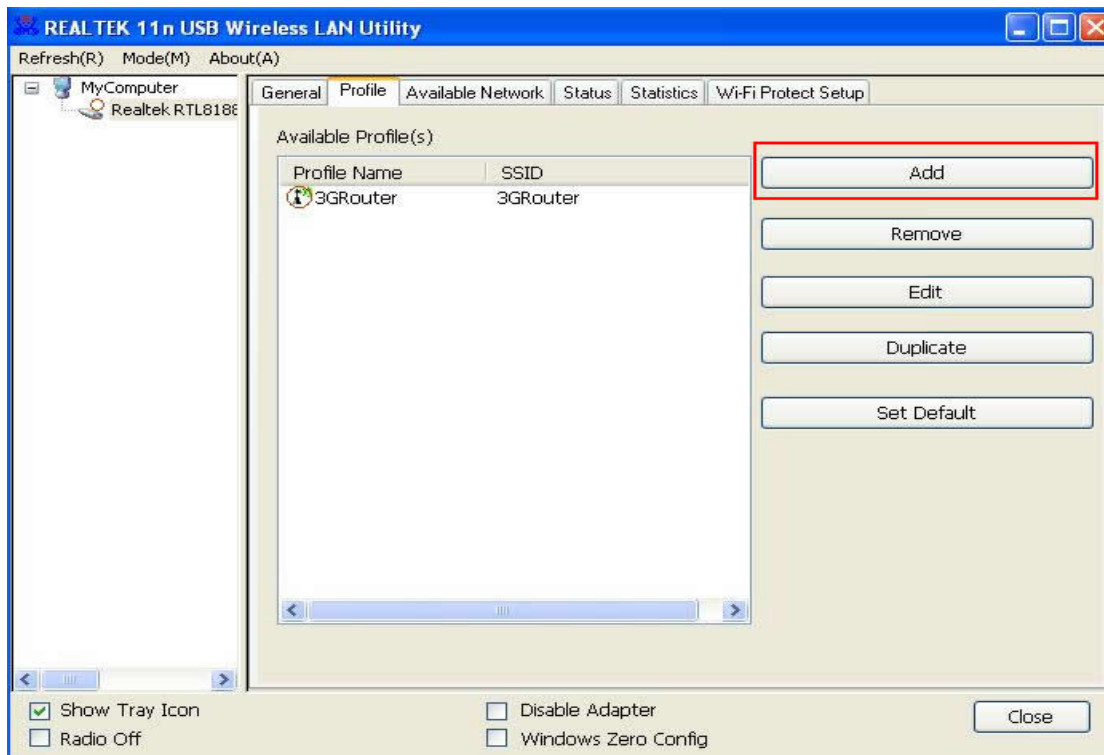 REALTEK 11n USB Wireless LAN Utility
Refresh(R) Mode(M) About(A)
MyComputer
Realtek RTL8188
General Profile Available Network Status Statistics Wi-Fi Protect Setup
Available Profile(s)
Profile Name SSID
3GRouter 3GRouter
Add
Remove
Edit
Duplicate
Set Default
Show Tray Icon
Radio Off
Disable Adapter
Windows Zero Config
Close